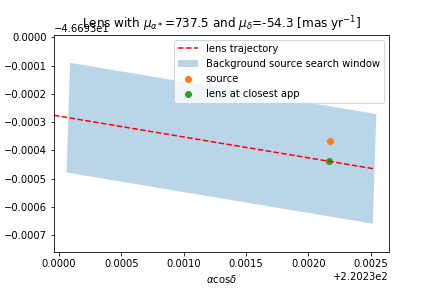 Lens with μα*=737.5 and μδ=-54.3 [mas yr⁻¹]
−4.6693e1
0.0000
−0.0001
−0.0002
−0.0003
−0.0004
−0.0005
−0.0006
−0.0007
lens trajectory
Background source search window
source
lens at closest app
0.0000 0.0005 0.0010 0.0015 0.0020 0.0025
+2.2023e2
αcosδ